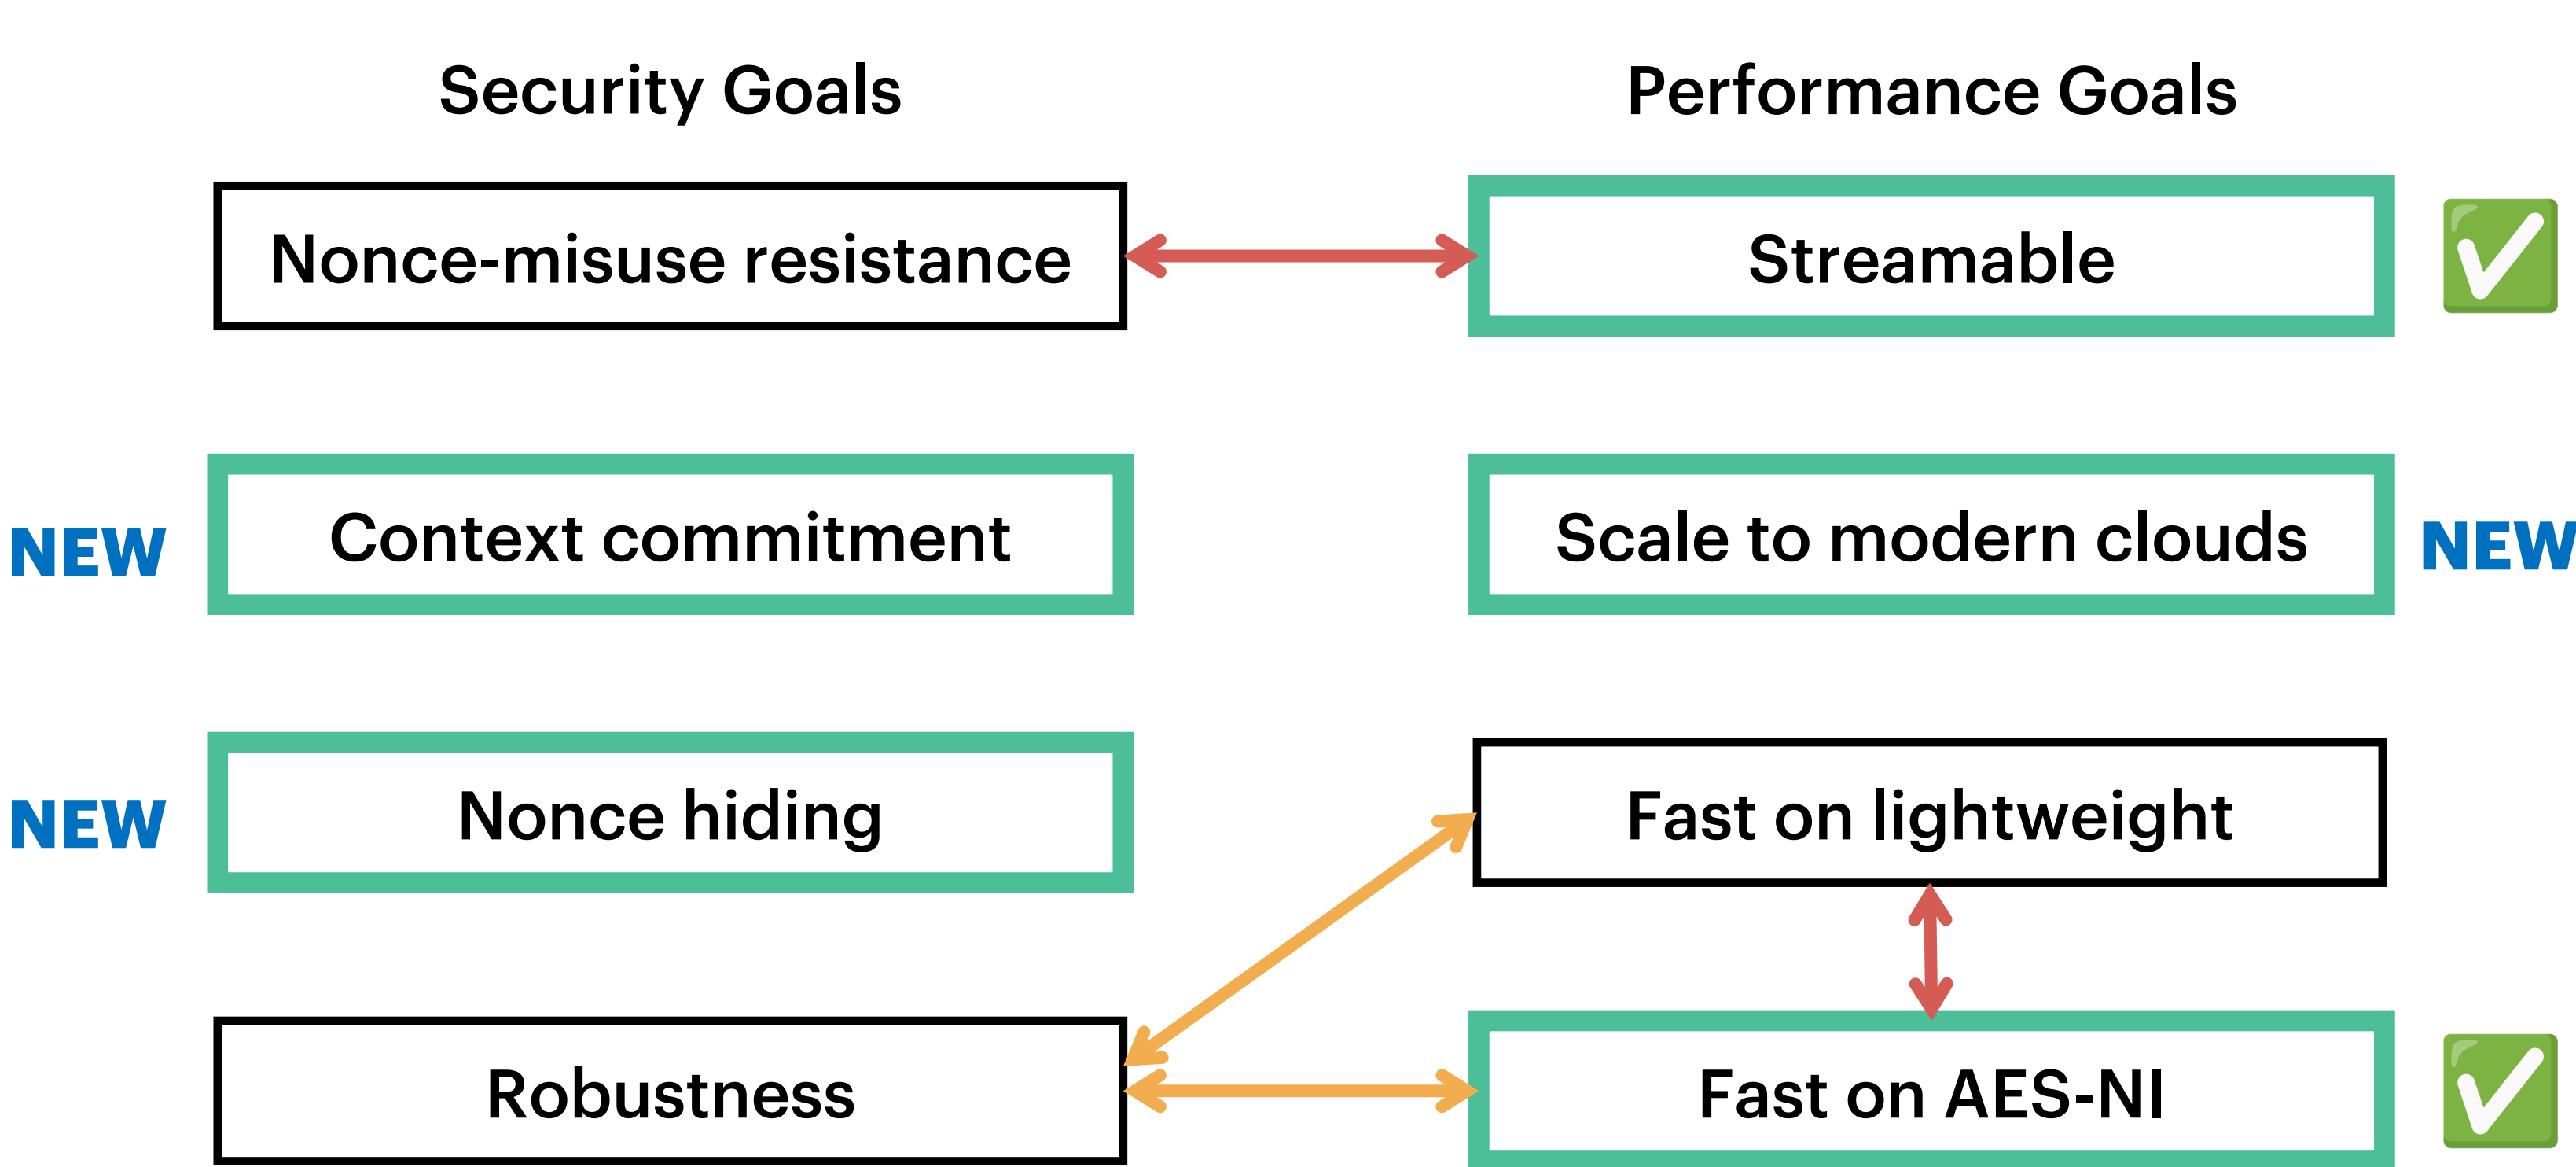 Security Goals
Performance Goals
Nonce-misuse resistance
Streamable
NEW
Context commitment
Scale to modern clouds
NEW
NEW
Nonce hiding
Fast on lightweight
Robustness
Fast on AES-NI